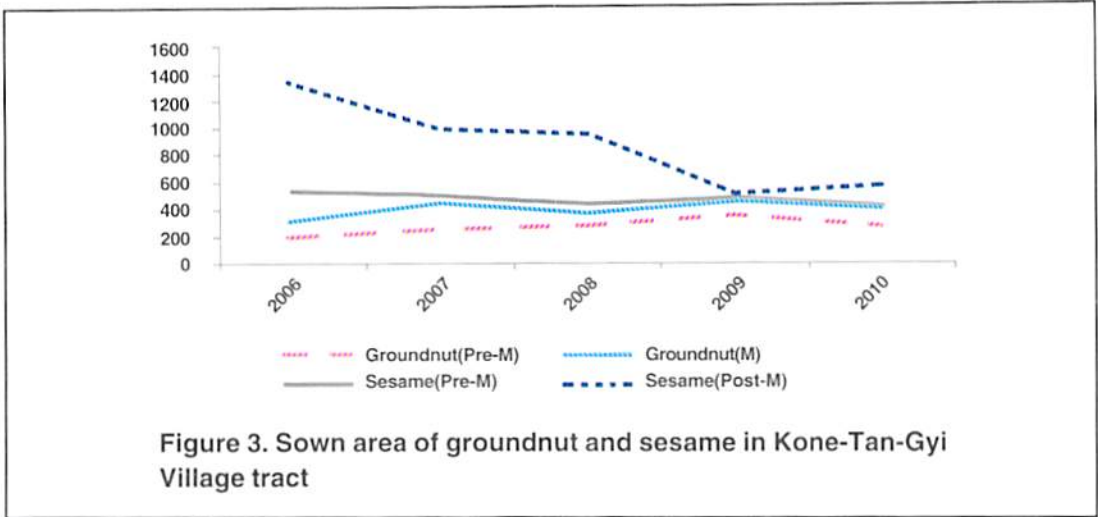 1600
1400
1200
1000
800
600
400
200
0
2006
2007
2008
2009
2010
Groundnut(Pre-M)
Groundnut(M)
Sesame(Pre-M)
Sesame(Post-M)
Figure 3. Sown area of groundnut and sesame in Kone-Tan-Gyi
Village tract